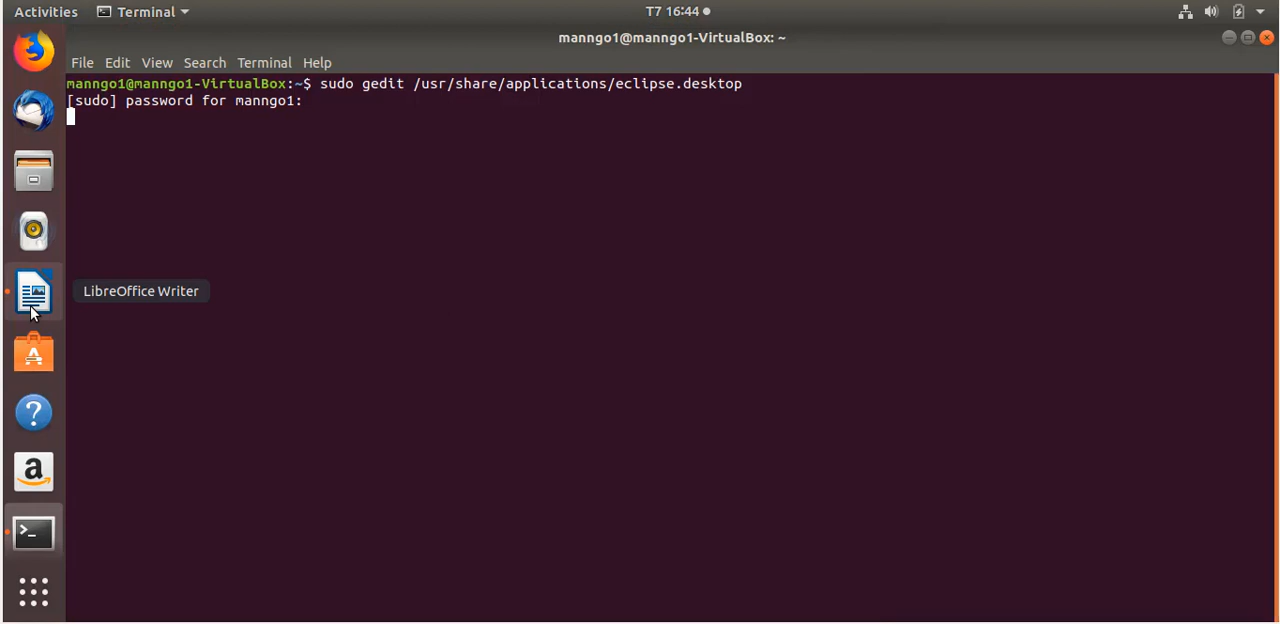 Activities Terminal T7 16:44
manngo1@manngo1-VirtualBox: ~
File Edit View Search Terminal Help
manngo1@manngo1-VirtualBox:~$ sudo gedit /usr/share/applications/eclipse.desktop
[sudo] password for manngo1:
LibreOffice Writer
A
?
a
>_